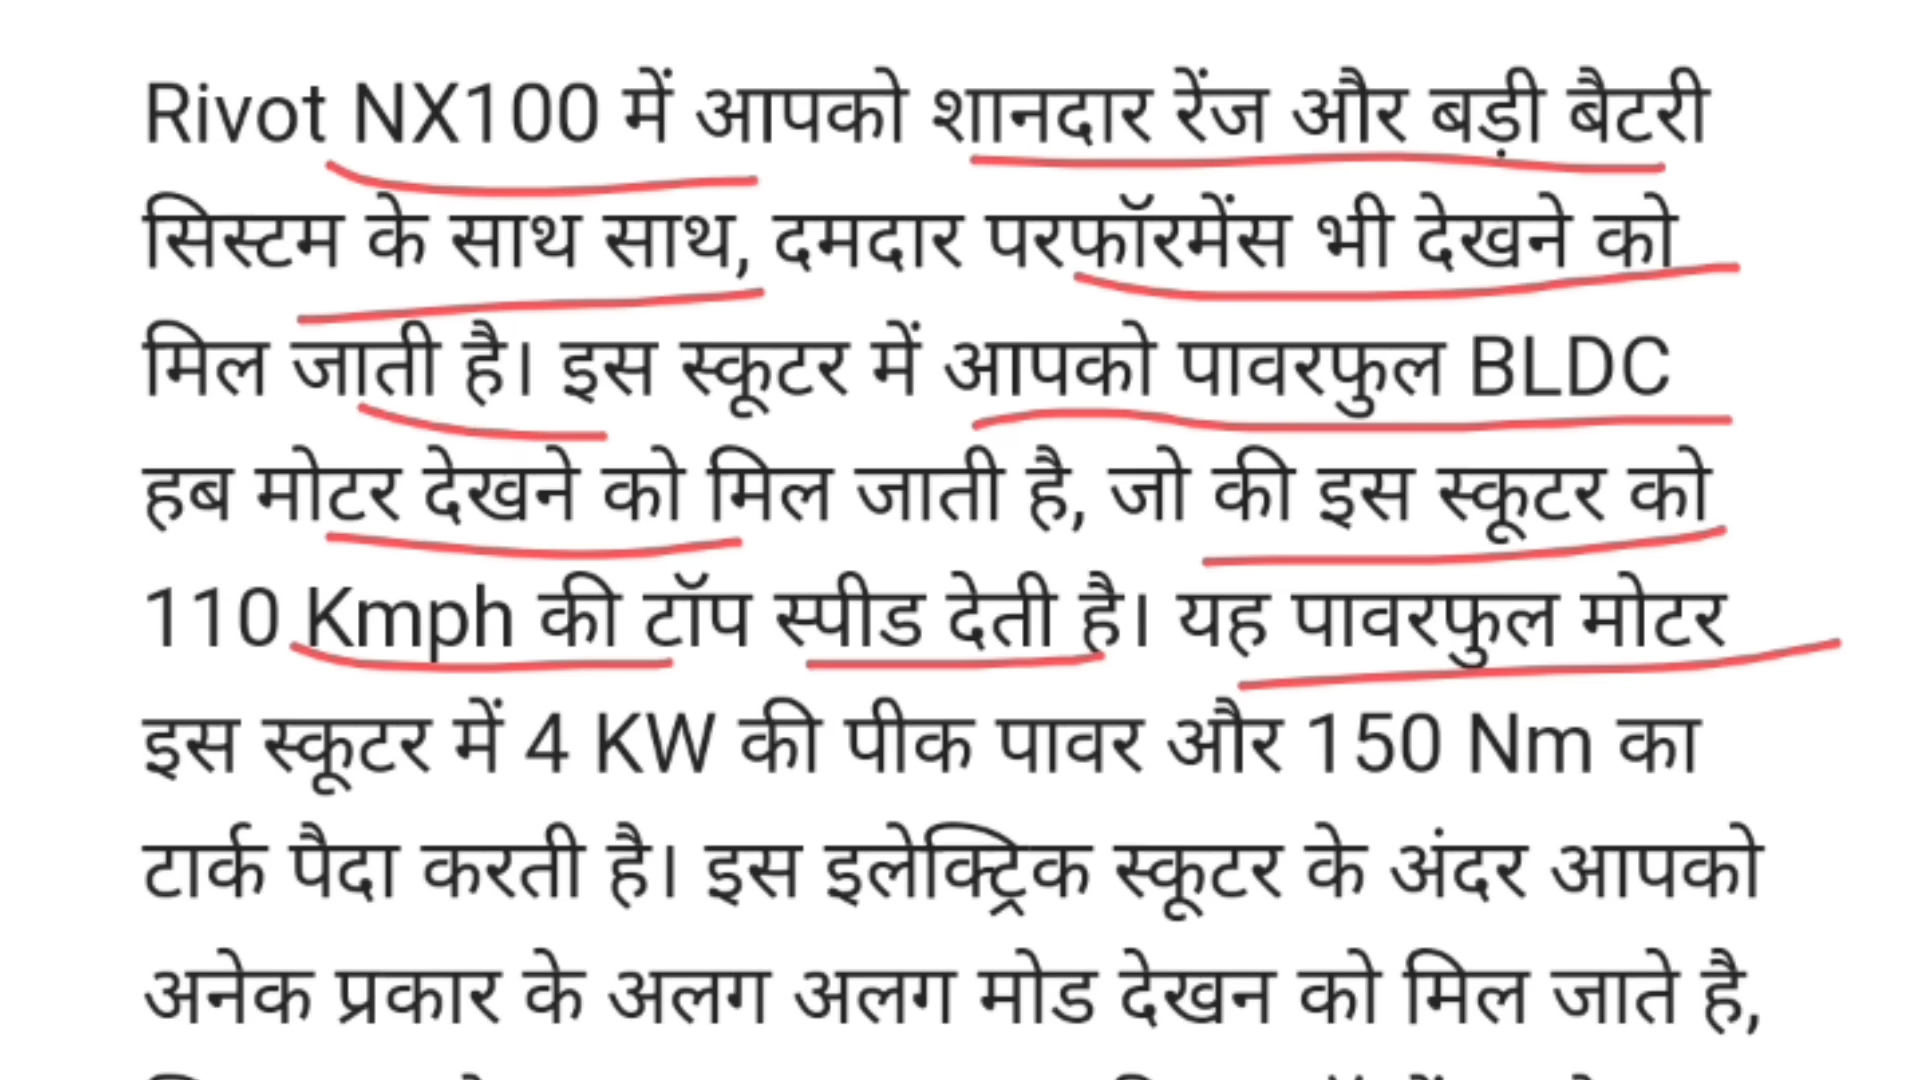 Rivot NX100 में आपको शानदार रेंज और बड़ी बैटरी
सिस्टम के साथ साथ, दमदार परफॉरमेंस भी देखने को
मिल जाती है। इस स्कूटर में आपको पावरफुल BLDC
हब मोटर देखने को मिल जाती है, जो की इस स्कूटर को
110 Kmph की टॉप स्पीड देती है। यह पावरफुल मोटर
इस स्कूटर में 4 KW की पीक पावर और 150 Nm का
टार्क पैदा करती है। इस इलेक्ट्रिक स्कूटर के अंदर आपको
अनेक प्रकार के अलग अलग मोड देखन को मिल जाते है,